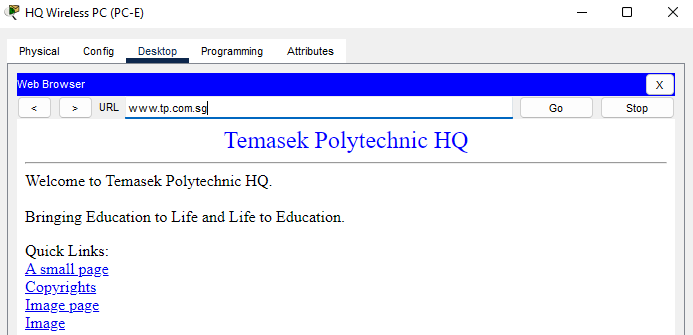 HQ Wireless PC (PC-E)
Physical Config Desktop Programming Attributes
Web Browser X
< > URL www.tp.com.sg Go Stop
Temasek Polytechnic HQ
Welcome to Temasek Polytechnic HQ.
Bringing Education to Life and Life to Education.
Quick Links:
A small page
Copyrights
Image page
Image